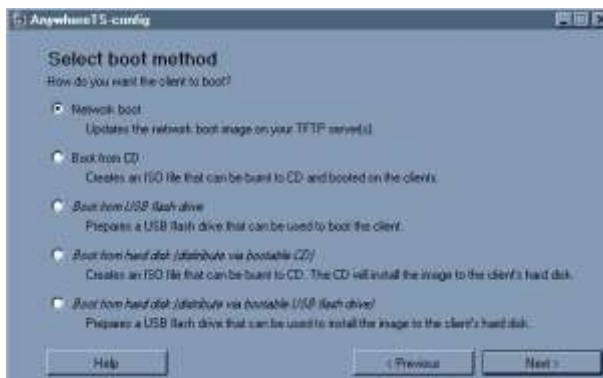 AnywhereTS-config
Select boot method
How do you want the client to boot?
Network boot
Updates the network boot image on your TFTP server(s).
Boot from CD
Creates an ISO file that can be burnt to CD and booted on the clients.
Boot from USB flash drive
Prepares a USB flash drive that can be used to boot the client.
Boot from hard disk (distribute via bootable CD)
Creates an ISO file that can be burnt to CD. The CD will install the image to the client's hard disk.
Boot from hard disk (distribute via bootable USB flash drive)
Prepares a USB flash drive that can be used to install the image to the client's hard disk.
Help < Previous Next >